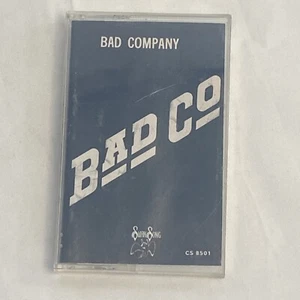 BAD COMPANY
BAD CO
SWAN SONG
CS 8501